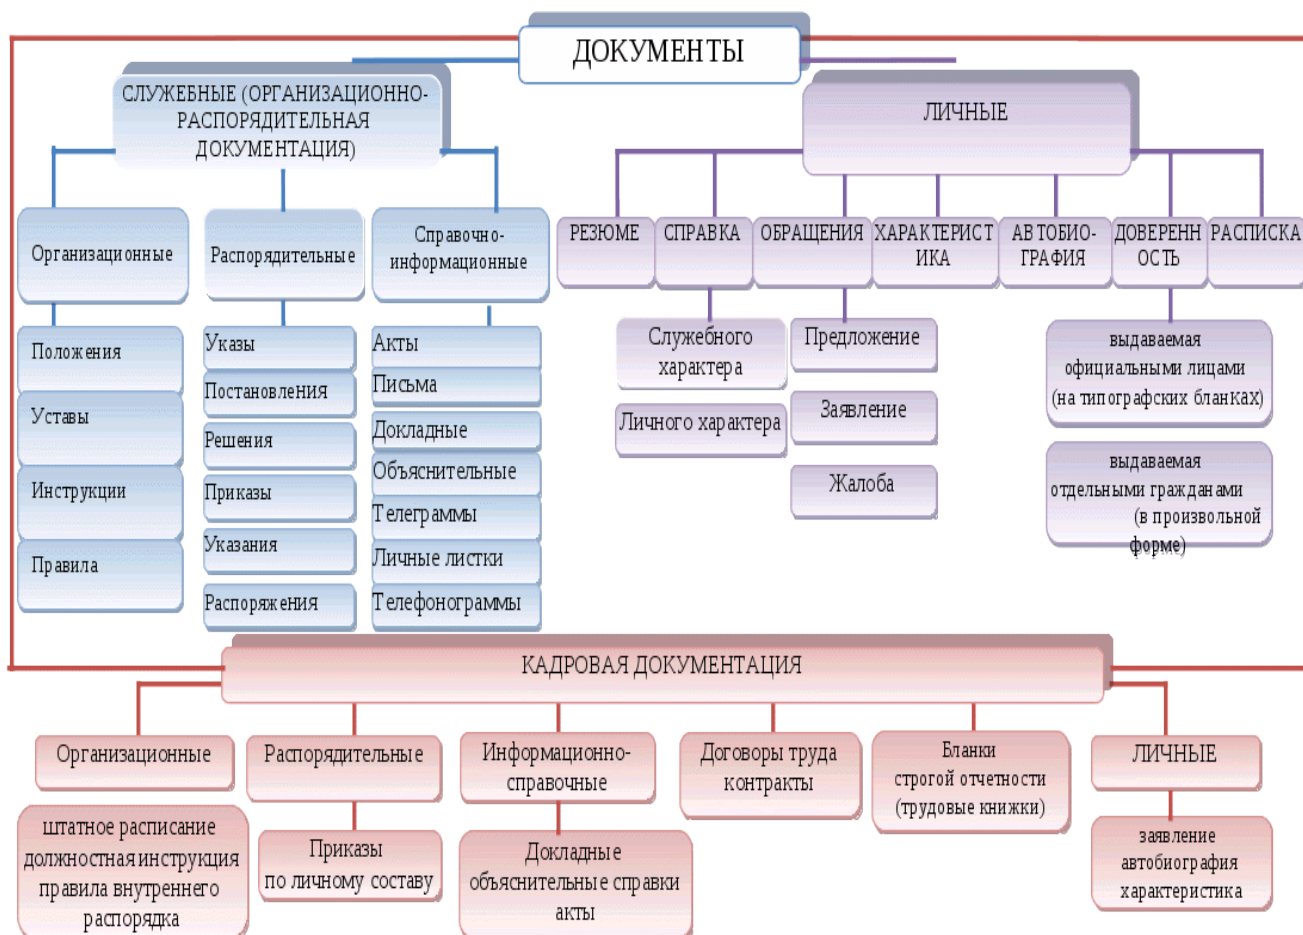 ДОКУМЕНТЫ
СЛУЖЕБНЫЕ (ОРГАНИЗАЦИОННО-
РАСПОРЯДИТЕЛЬНАЯ
ДОКУМЕНТАЦИЯ)
ЛИЧНЫЕ
Организационные
Распорядительные
Справочно-
информационные
РЕЗЮМЕ
СПРАВКА
ОБРАЩЕНИЯ
ХАРАКТЕРИСТ
ИКА
АВТОБИО-
ГРАФИЯ
ДОВЕРЕНН
ОСТЬ
РАСПИСКА
Положения
Уставы
Инструкции
Правила
Указы
Постановления
Решения
Приказы
Указания
Распоряжения
Акты
Письма
Докладные
Объяснительные
Телеграммы
Личные листки
Телефонограммы
Служебного
характера
Личного характера
Предложение
Заявление
Жалоба
выдаваемая
официальными лицами
(на типографских бланках)
выдаваемая
отдельными гражданами
(в произвольной
форме)
КАДРОВАЯ ДОКУМЕНТАЦИЯ
Организационные
Распорядительные
Информационно-
справочные
Договоры труда
контракты
Бланки
строгой отчетности
(трудовые книжки)
ЛИЧНЫЕ
штатное расписание
должностная инструкция
правила внутреннего
распорядка
Приказы
по личному составу
Докладные
объяснительные справки
акты
заявление
автобиография
характеристика